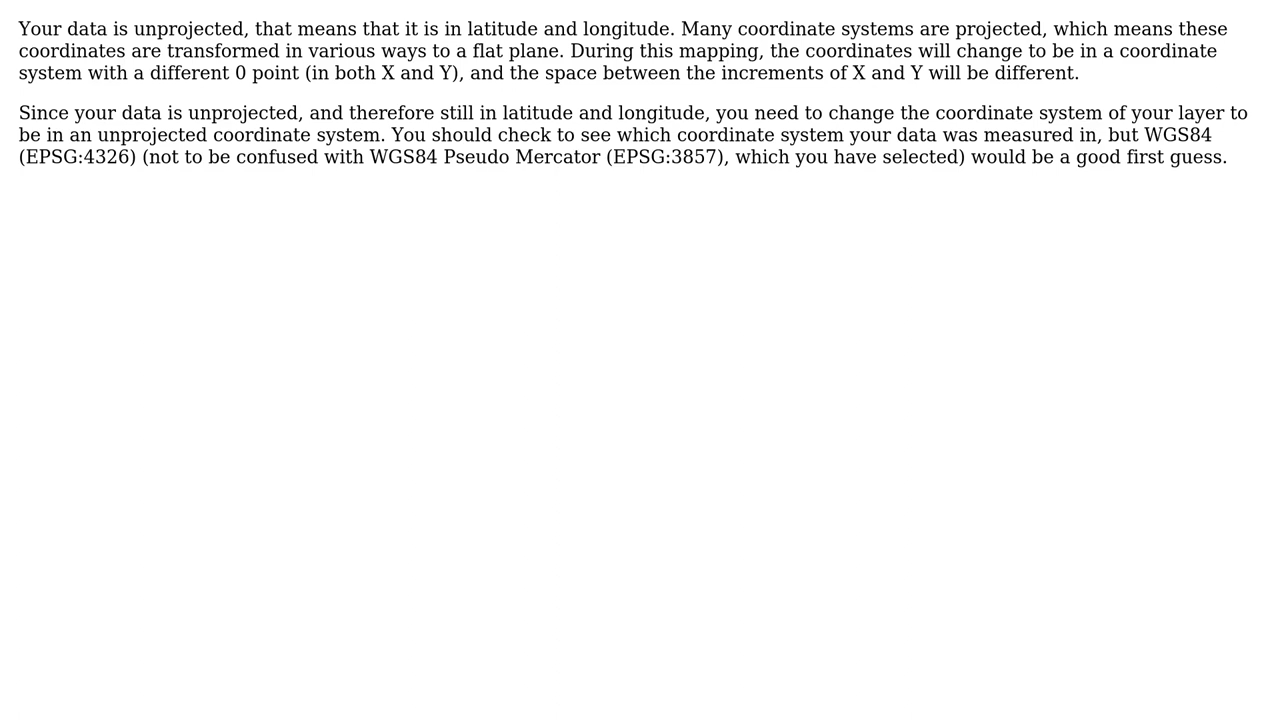 Your data is unprojected, that means that it is in latitude and longitude. Many coordinate systems are projected, which means these
coordinates are transformed in various ways to a flat plane. During this mapping, the coordinates will change to be in a coordinate
system with a different 0 point (in both X and Y), and the space between the increments of X and Y will be different.
Since your data is unprojected, and therefore still in latitude and longitude, you need to change the coordinate system of your layer to
be in an unprojected coordinate system. You should check to see which coordinate system your data was measured in, but WGS84
(EPSG:4326) (not to be confused with WGS84 Pseudo Mercator (EPSG:3857), which you have selected) would be a good first guess.